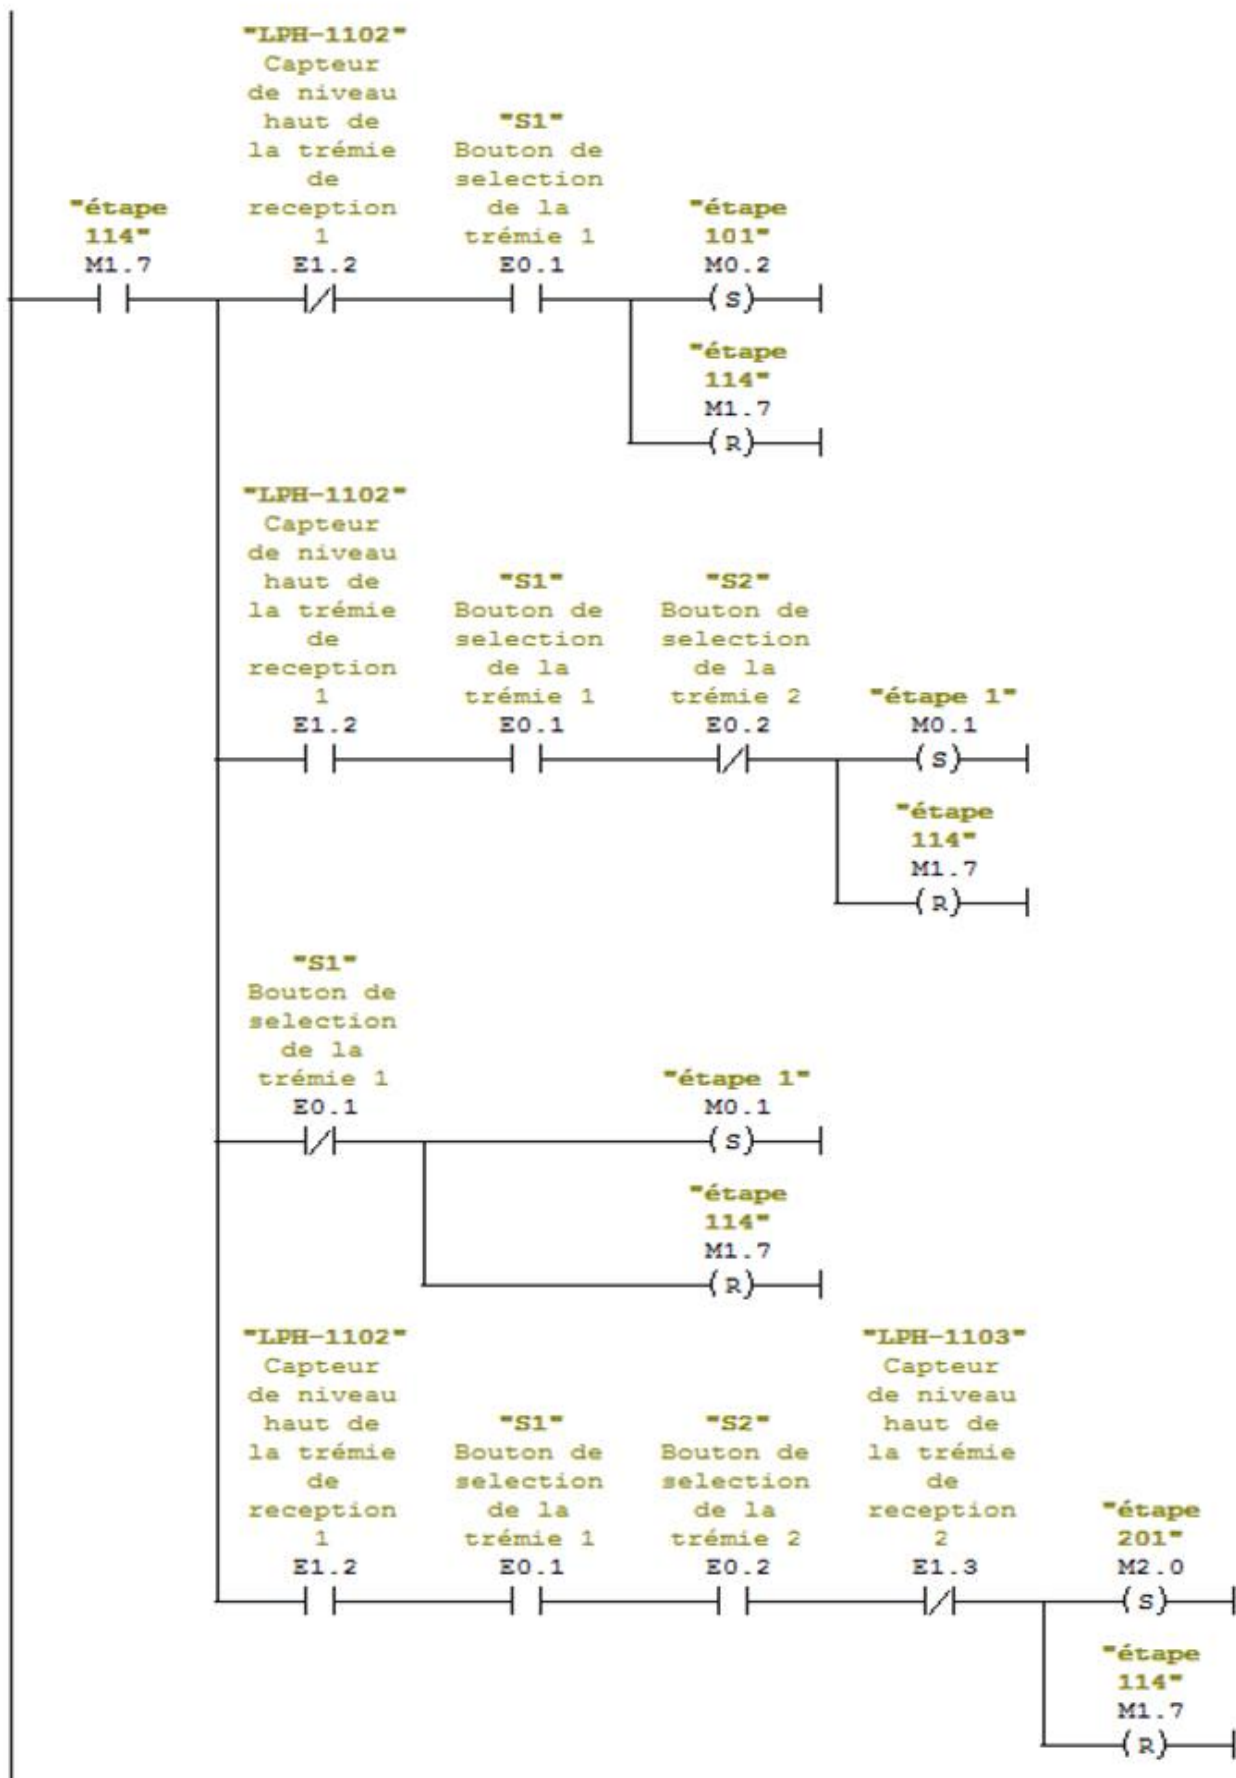 "LPH-1102"
Capteur
de niveau
haut de
la trémie
de
reception
1
E1.2
"S1"
Bouton de
selection
de la
trémie 1
E0.1
"étape
114"
M1.7
"étape
101"
M0.2
(S)
"étape
114"
M1.7
(R)
"LPH-1102"
Capteur
de niveau
haut de
la trémie
de
reception
1
E1.2
"S1"
Bouton de
selection
de la
trémie 1
E0.1
"S2"
Bouton de
selection
de la
trémie 2
E0.2
"étape 1"
M0.1
(S)
"étape
114"
M1.7
(R)
"S1"
Bouton de
selection
de la
trémie 1
E0.1
"étape 1"
M0.1
(S)
"étape
114"
M1.7
(R)
"LPH-1102"
Capteur
de niveau
haut de
la trémie
de
reception
1
E1.2
"S1"
Bouton de
selection
de la
trémie 1
E0.1
"S2"
Bouton de
selection
de la
trémie 2
E0.2
"LPH-1103"
Capteur
de niveau
haut de
la trémie
de
reception
2
E1.3
"étape
201"
M2.0
(S)
"étape
114"
M1.7
(R)